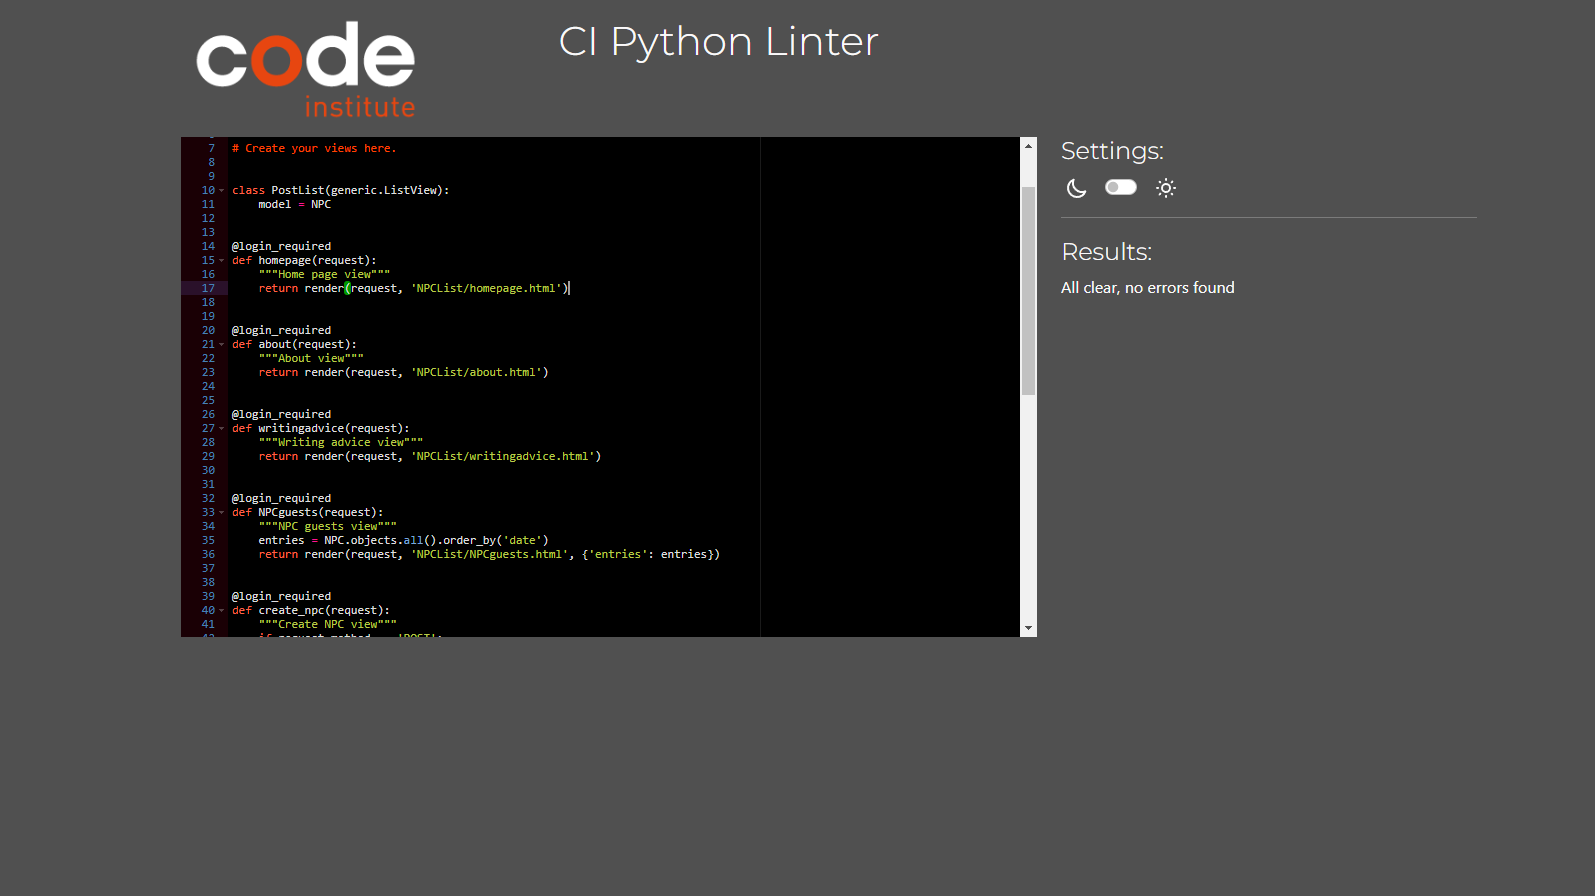 code
institute
CI Python Linter
7 # Create your views here.
8
9
10 class PostList(generic.ListView):
11     model = NPC
12
13
14 @login_required
15 def homepage(request):
16     """Home page view"""
17     return render(request, 'NPCList/homepage.html')
18
19
20 @login_required
21 def about(request):
22     """About view"""
23     return render(request, 'NPCList/about.html')
24
25
26 @login_required
27 def writingadvice(request):
28     """Writing advice view"""
29     return render(request, 'NPCList/writingadvice.html')
30
31
32 @login_required
33 def NPCguests(request):
34     """NPC guests view"""
35     entries = NPC.objects.all().order_by('date')
36     return render(request, 'NPCList/NPCguests.html', {'entries': entries})
37
38
39 @login_required
40 def create_npc(request):
41     """Create NPC view"""
Settings:
Results:
All clear, no errors found